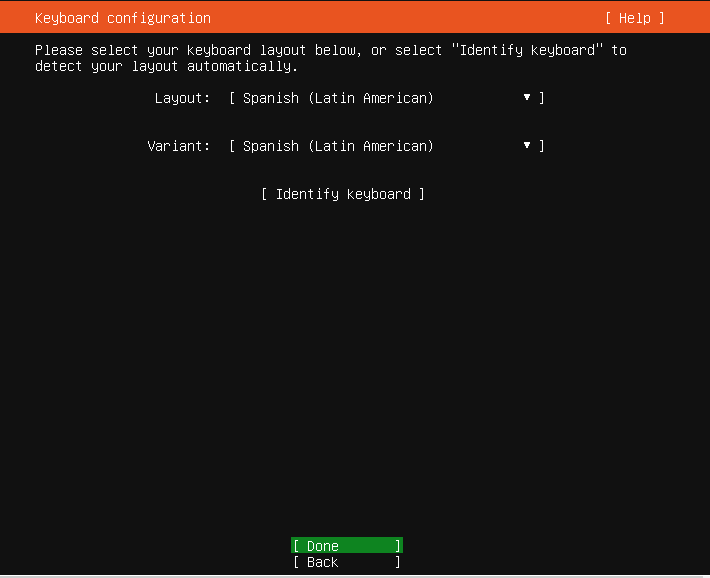 Keyboard configuration [ Help ]
Please select your keyboard layout below, or select "Identify keyboard" to
detect your layout automatically.
Layout: [ Spanish (Latin American) ▼ ]
Variant: [ Spanish (Latin American) ▼ ]
[ Identify keyboard ]
[ Done ]
[ Back ]